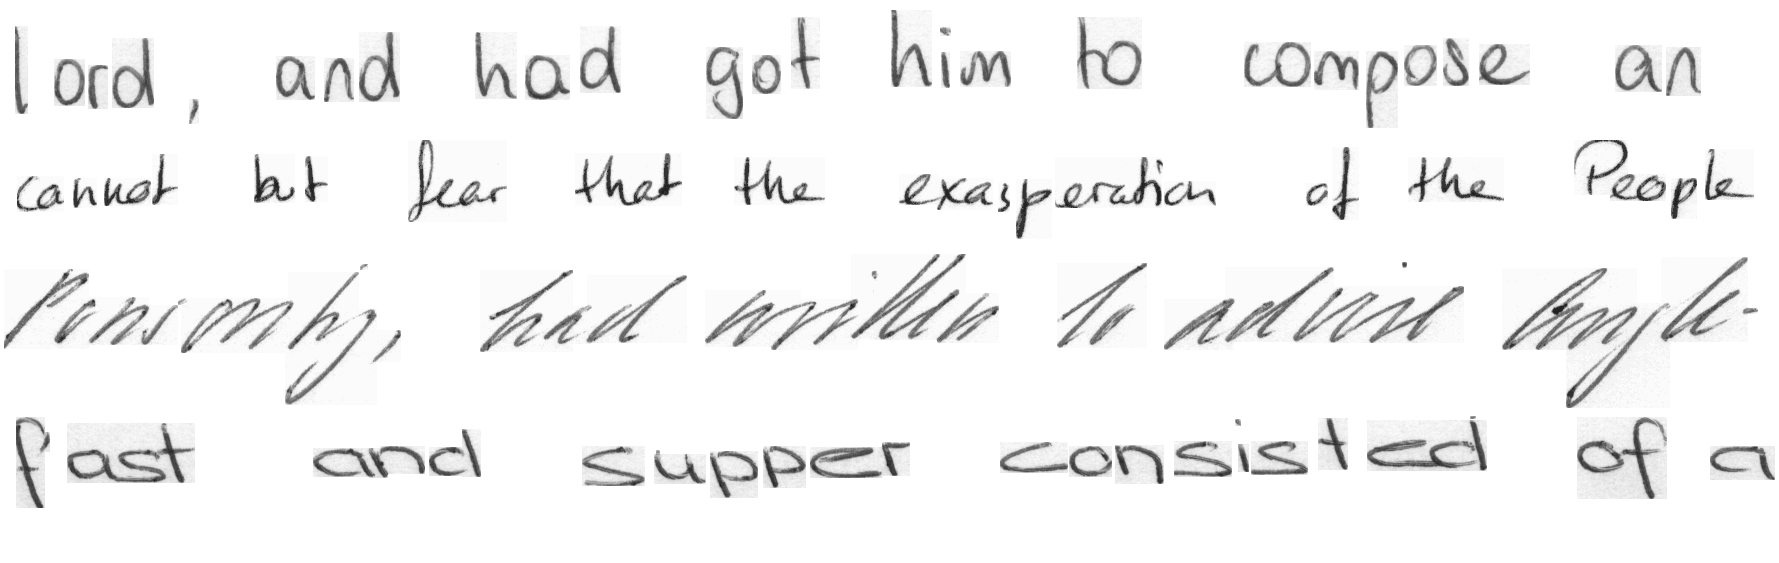 lord, and had got him to compose an
cannot but fear that the exasperation of the People
Ponsonby, had written to advise Engle-
fast and supper consisted of a